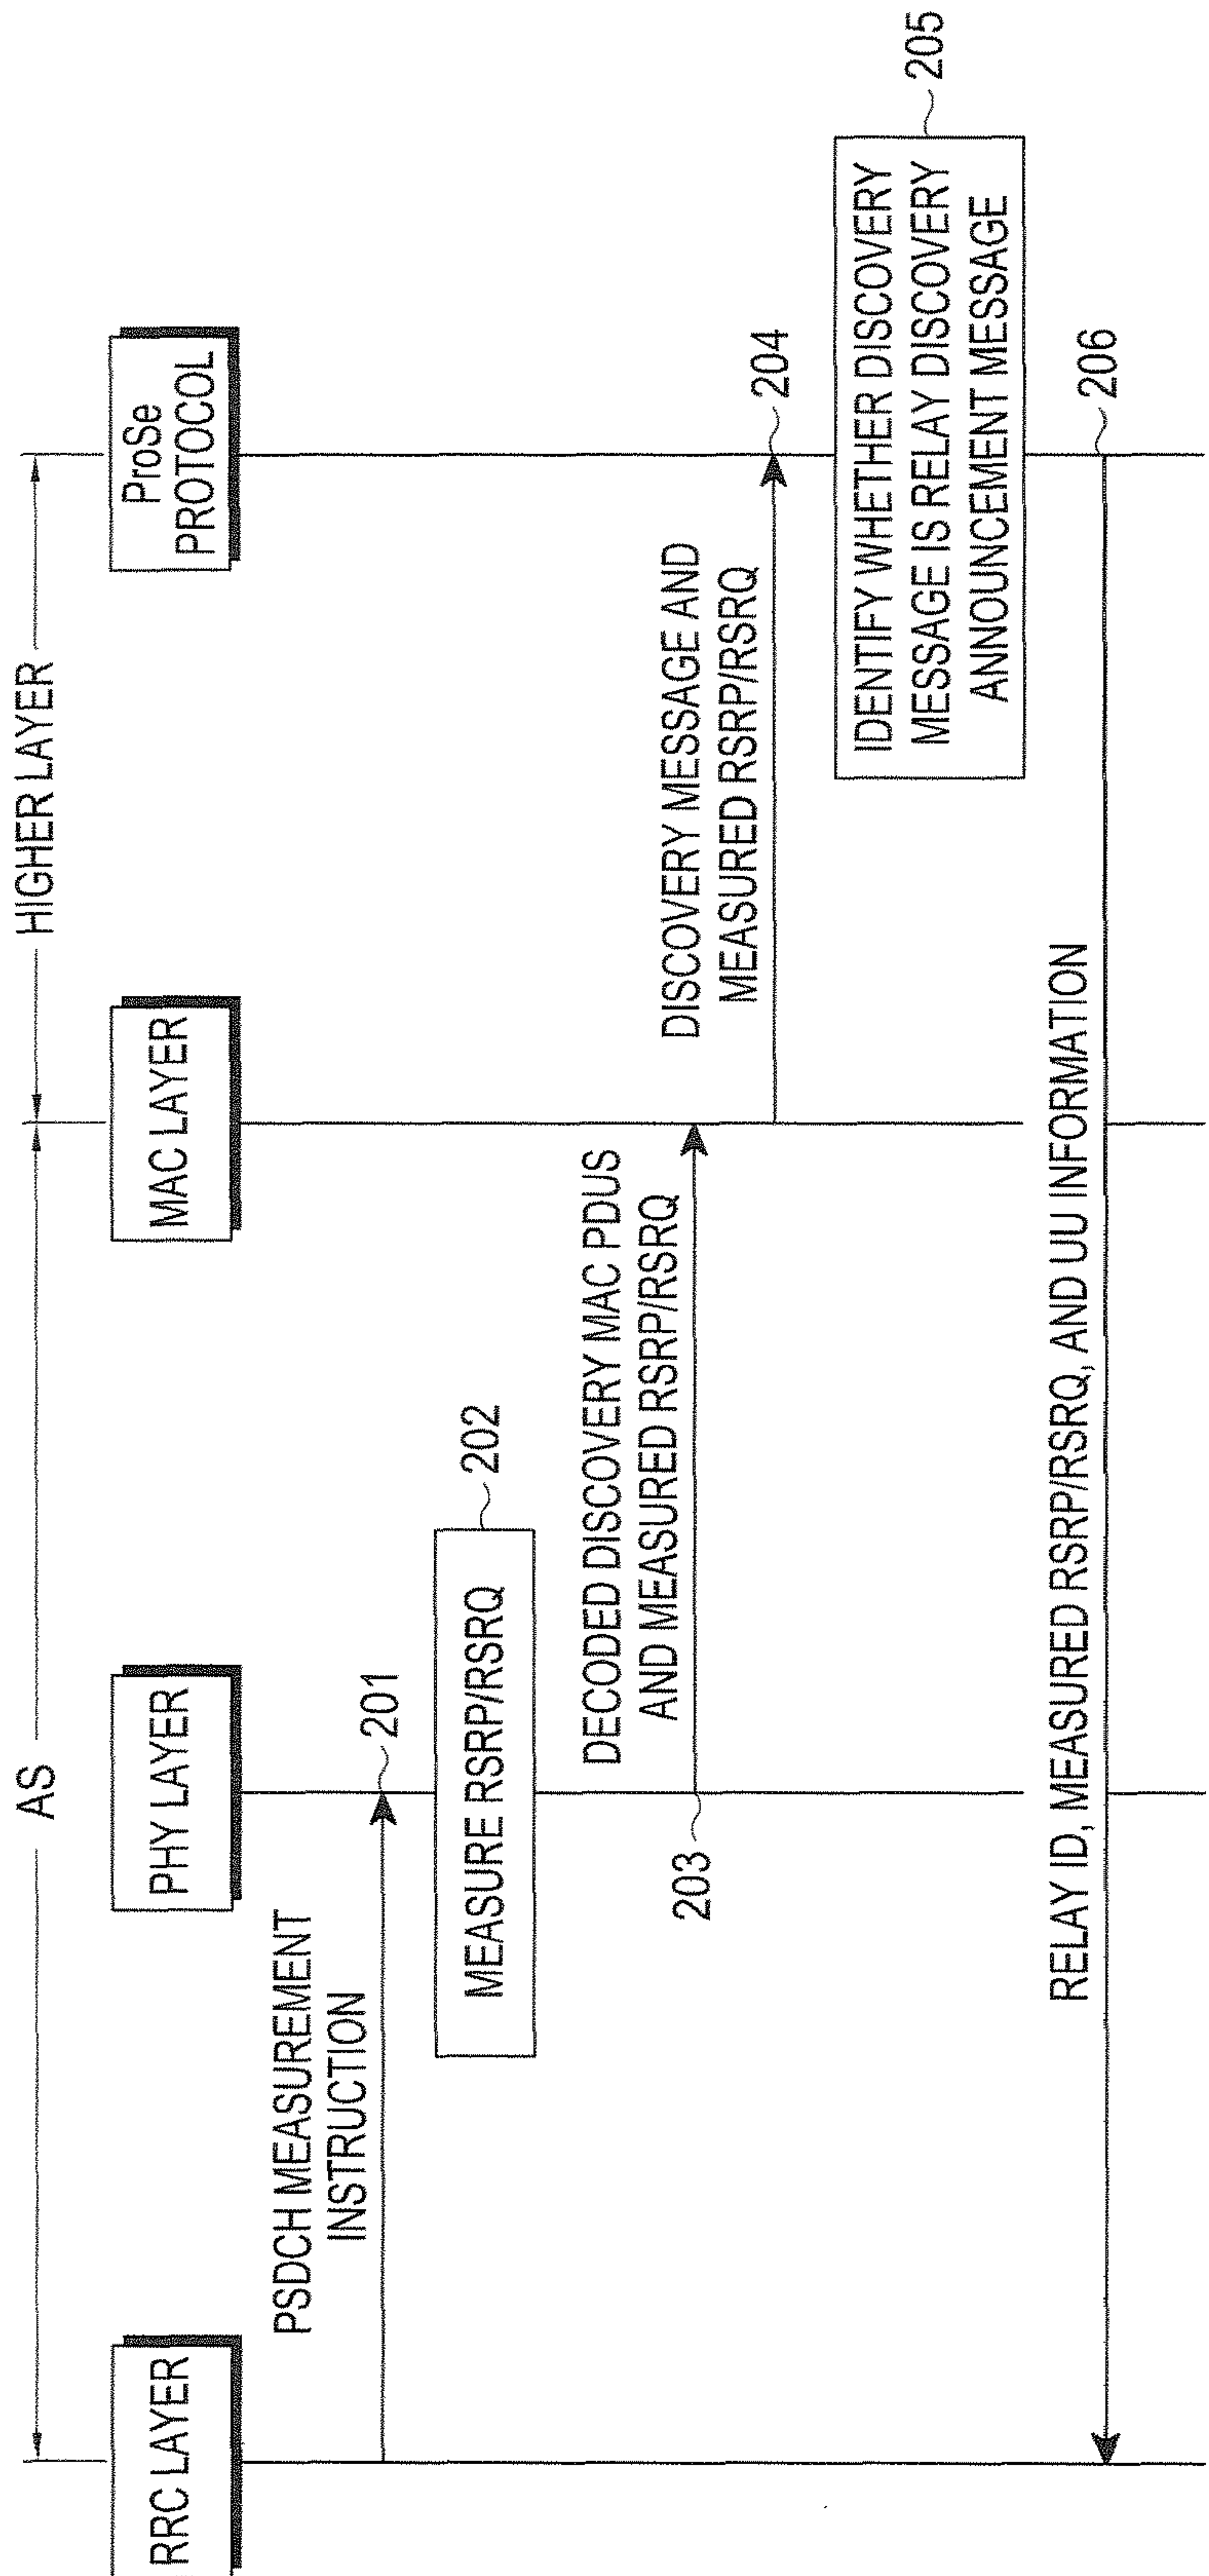 AS
HIGHER LAYER
RRC LAYER
PHY LAYER
MAC LAYER
ProSe
PROTOCOL
PSDCH MEASUREMENT
INSTRUCTION
201
MEASURE RSRP/RSRQ
202
DECODED DISCOVERY MAC PDUS
AND MEASURED RSRP/RSRQ
203
DISCOVERY MESSAGE AND
MEASURED RSRP/RSRQ
204
IDENTIFY WHETHER DISCOVERY
MESSAGE IS RELAY DISCOVERY
ANNOUNCEMENT MESSAGE
205
RELAY ID, MEASURED RSRP/RSRQ, AND UU INFORMATION
206